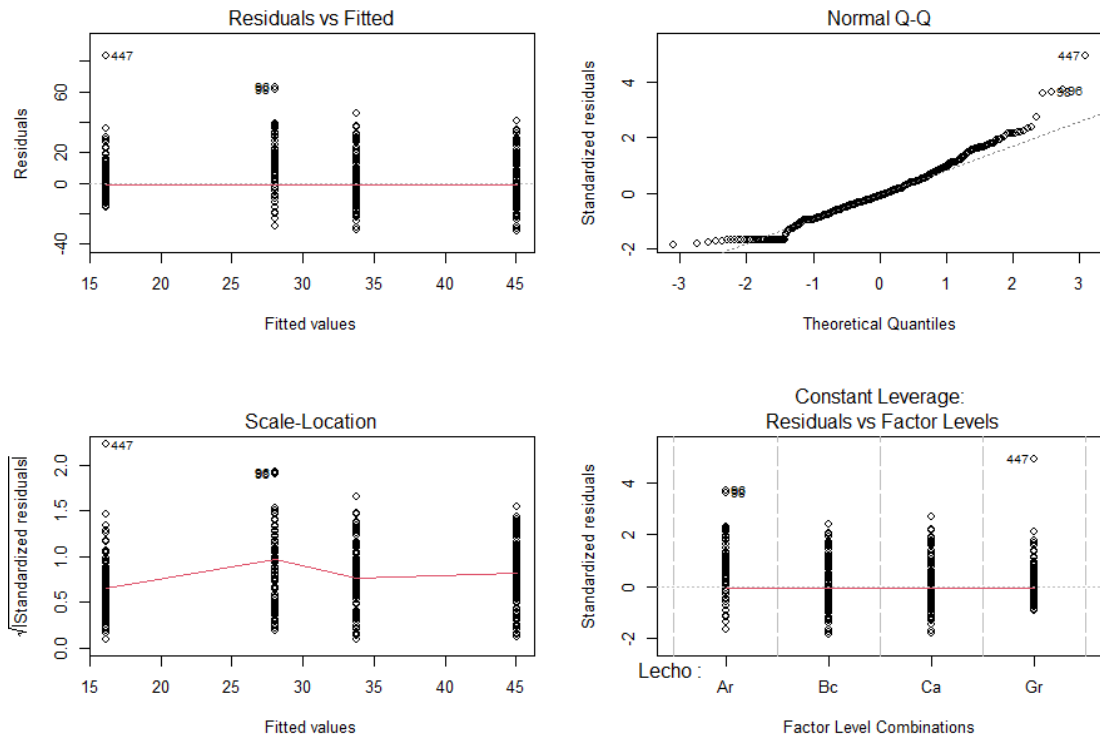 Residuals vs Fitted
Residuals
60
20
0
-40
447
96
15 20 25 30 35 40 45
Fitted values
Normal Q-Q
Standardized residuals
4
2
0
-2
447
96
-3 -2 -1 0 1 2 3
Theoretical Quantiles
Scale-Location
√|Standardized residuals|
2.0
1.5
1.0
0.5
0.0
447
96
15 20 25 30 35 40 45
Fitted values
Constant Leverage:
Residuals vs Factor Levels
Standardized residuals
4
2
0
-2
447
Lecho :
Ar Bc Ca Gr
Factor Level Combinations